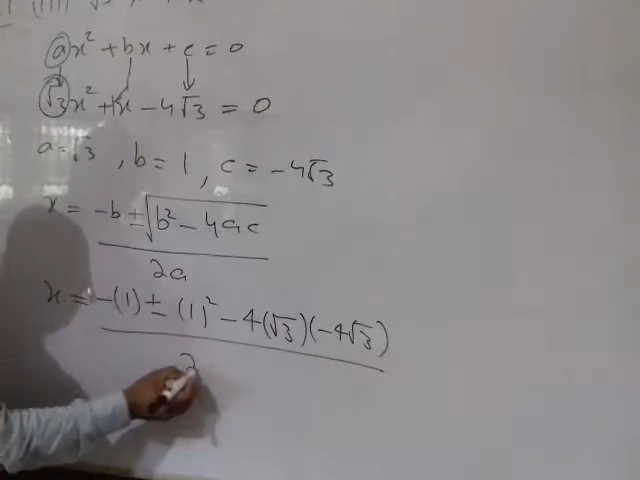 ax² + bx + c = 0
√3x² + 1x - 4√3 = 0
a = √3, b = 1, c = -4√3
x = -b ± √b² - 4ac / 2a
x = -(1) ± (1)² - 4(√3)(-4√3) / 2